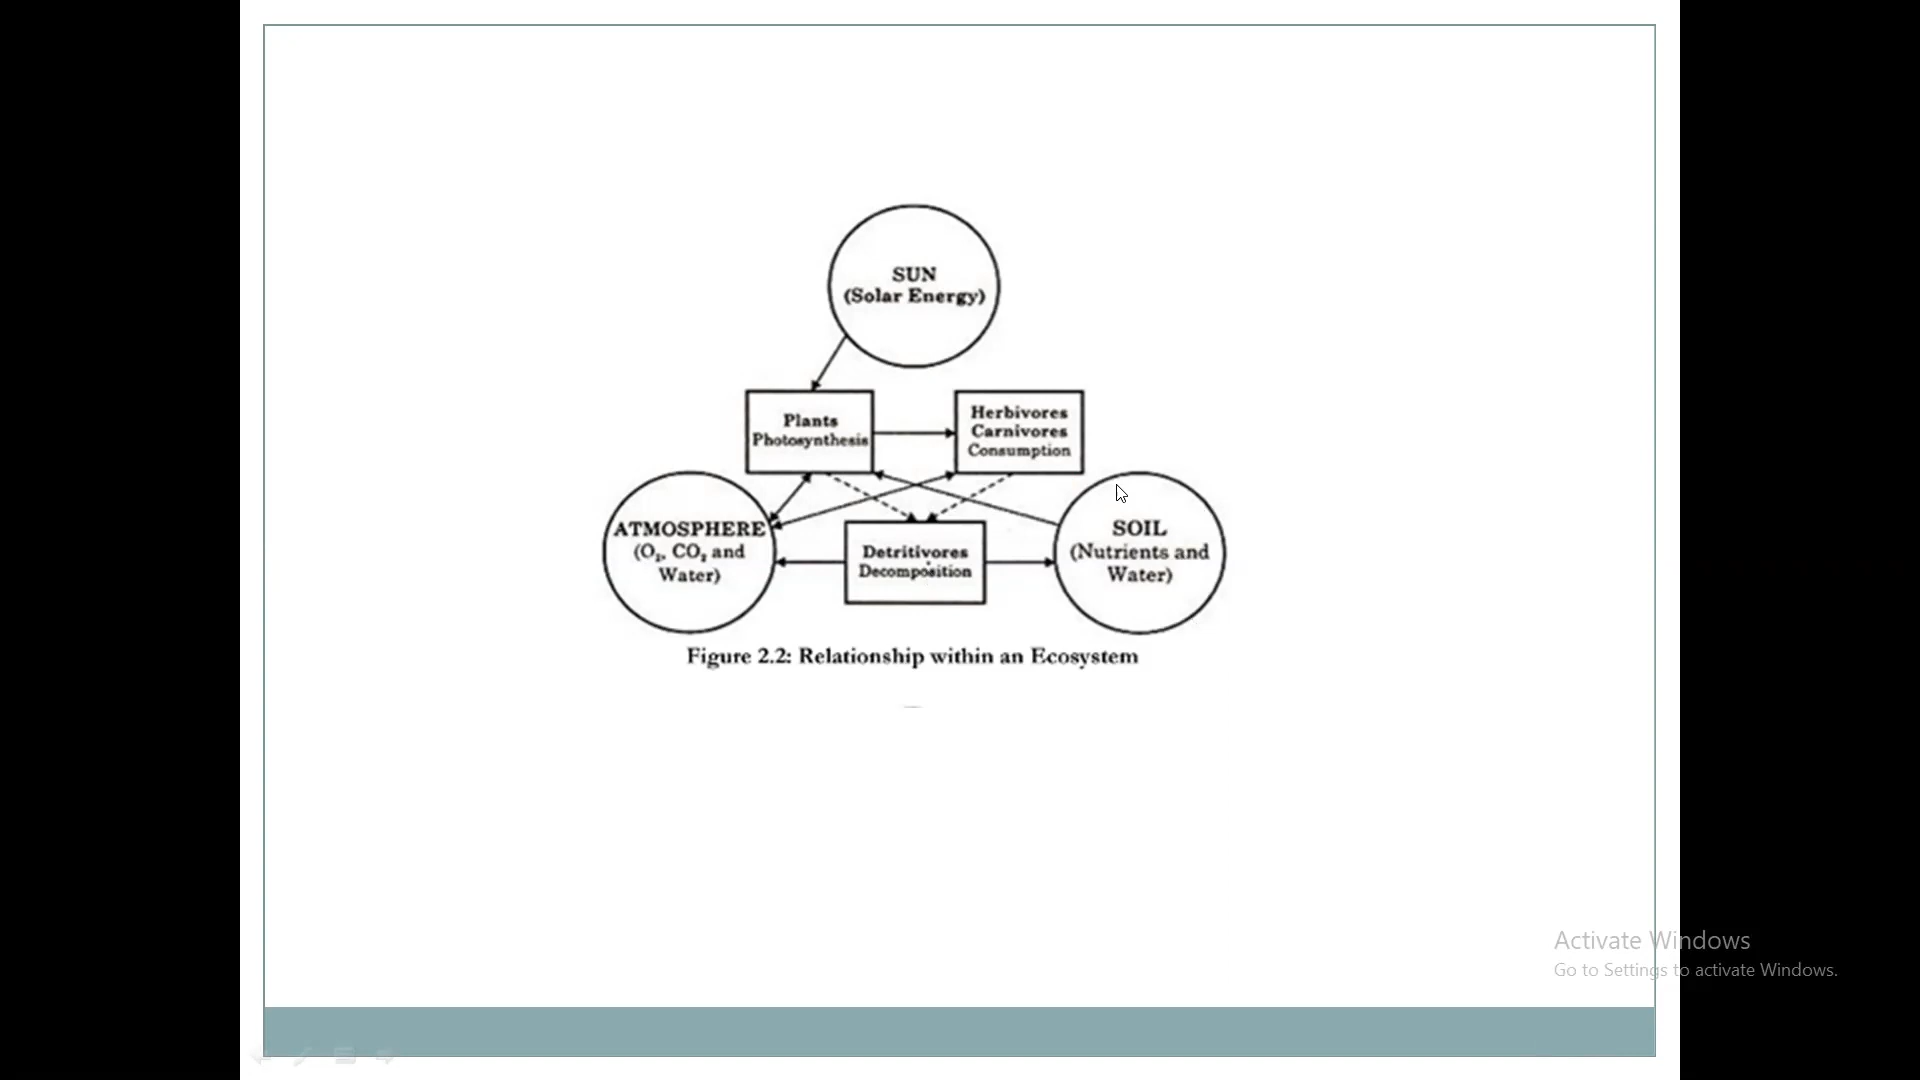 SUN
(Solar Energy)
Plants
Photosynthesis
Herbivores
Carnivores
Consumption
ATMOSPHERE
(O₂, CO₂ and
Water)
Detritivores
Decomposition
SOIL
(Nutrients and
Water)
Figure 2.2: Relationship within an Ecosystem
Activate Windows
Go to Settings to activate Windows.